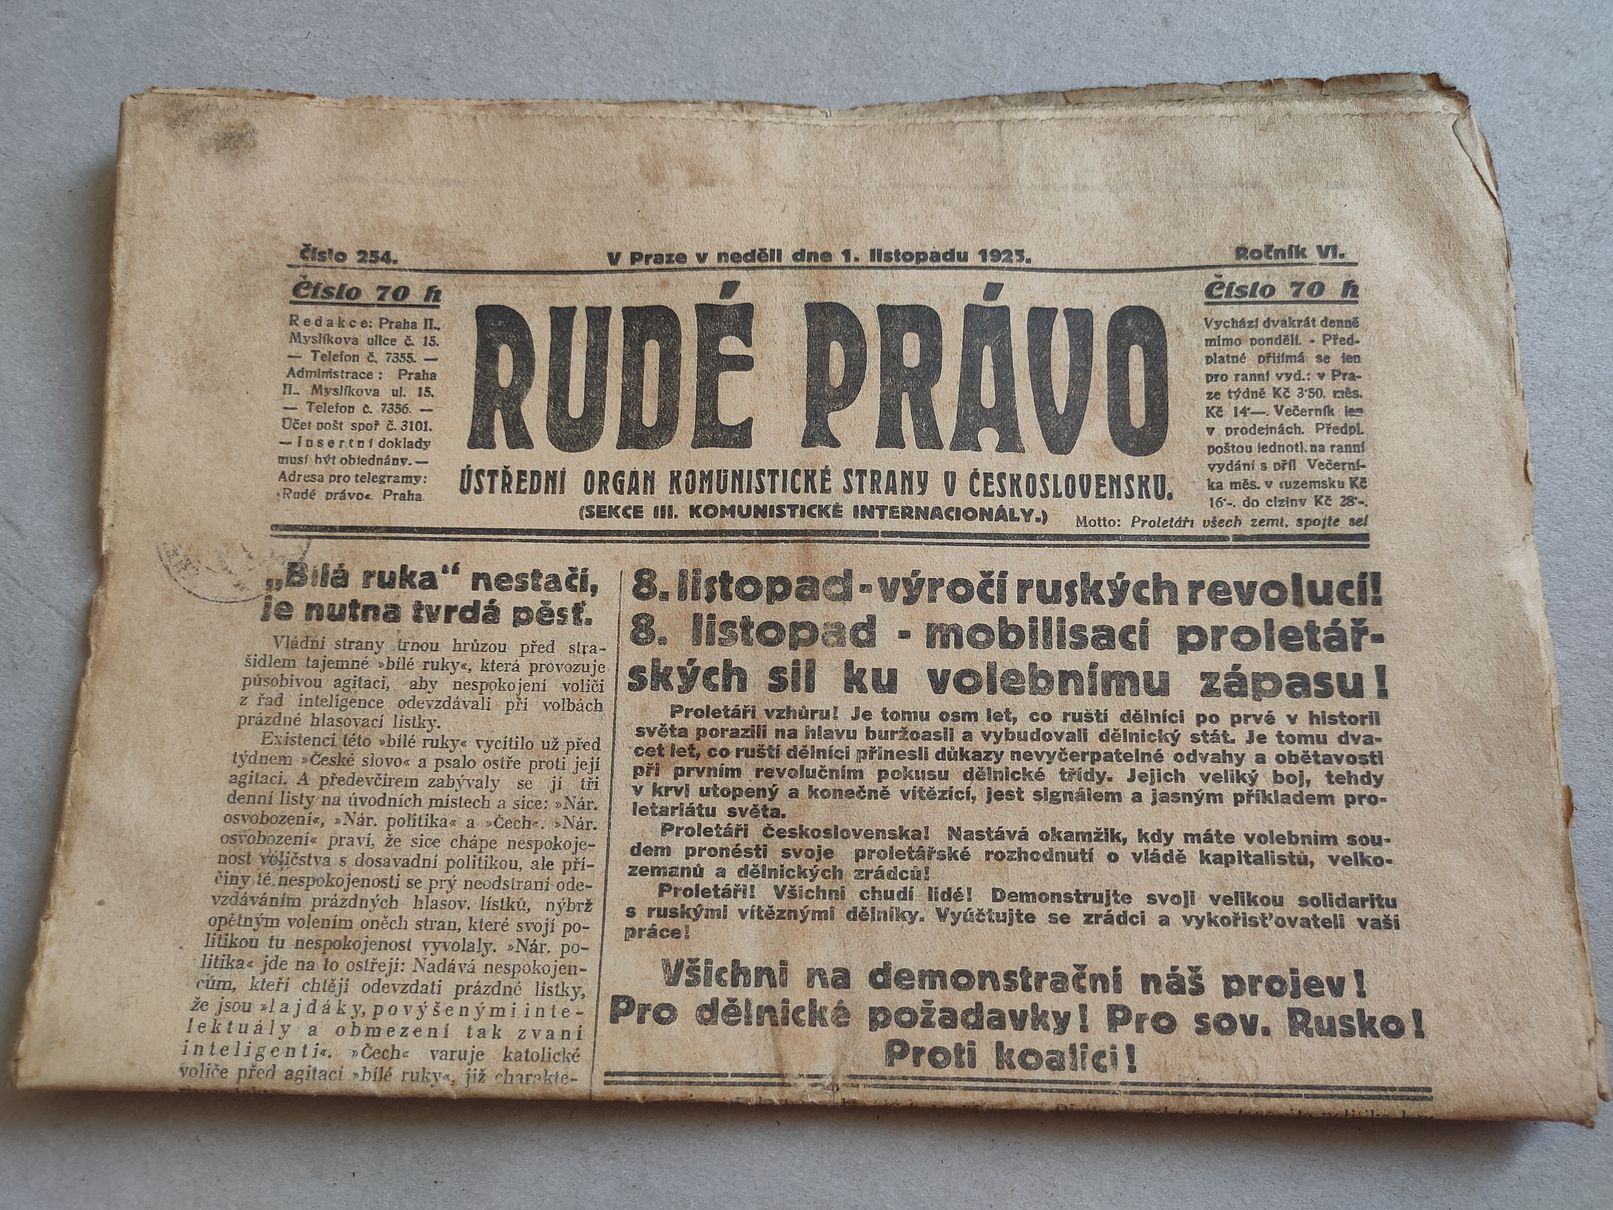 Číslo 254.
V Praze v neděli dne 1. listopadu 1925.
Ročník VI.
Číslo 70 h
Redakce: Praha II.,
Myslíkova ulice č. 15.
— Telefon č. 7355. —
Administrace: Praha
II., Myslíkova ul. 15.
— Telefon č. 7356. —
Účet pošt spoř č. 3101.
— Insertní doklady
musí být objednány. —
Adresa pro telegramy:
»Rudé právo«, Praha.
RUDÉ PRÁVO
ÚSTŘEDNÍ ORGÁN KOMUNISTICKÉ STRANY V ČESKOSLOVENSKU.
(SEKCE III. KOMUNISTICKÉ INTERNACIONÁLY.)
Číslo 70 h
Vychází dvakrát denně
mimo pondělí. - Před-
platné přijímá se jen
pro ranní vyd.: v Pra-
ze týdně Kč 3·50, měs.
Kč 14·—. Večerník jen
v prodejnách. Předpl.
poštou jednotl. na ranní
vydání s příl Večerní-
ka měs. v tuzemsku Kč
16·-, do ciziny Kč 28·-.
Motto: Proletáři všech zemí, spojte se!
„Bílá ruka“ nestačí,
je nutna tvrdá pěsť.
Vládní strany trnou hrůzou před stra-
šidlem tajemné »bílé ruky«, která provozuje
působivou agitaci, aby nespokojení voliči
z řad inteligence odevzdávali při volbách
prázdné hlasovací lístky.
Existenci této »bílé ruky« vycítilo už před
týdnem »České slovo« a psalo ostře proti její
agitaci. A předevčírem zabývaly se jí tři
denní listy na úvodních místech a sice: »Nár.
osvobození«, »Nár. politika« a »Čech«. »Nár.
osvobození« praví, že sice chápe nespokoje-
nost voličstva s dosavadní politikou, ale pří-
činy té nespokojenosti se prý neodstraní ode-
vzdáváním prázdných hlasov. lístků, nýbrž
opětným volením oněch stran, které svojí po-
litikou tu nespokojenost vyvolaly. »Nár. po-
litika« jde na to ostřeji: Nadává nespokojen-
cům, kteří chtějí odevzdati prázdné lístky,
že jsou »lajdáky, povýšenými inte-
lektuály a obmezení tak zvaní
inteligenti«. »Čech« varuje katolické
voliče před agitací »bílé ruky«, již charakte-
8. listopad - výročí ruských revolucí!
8. listopad - mobilisací proletář-
ských sil ku volebnímu zápasu!
Proletáři vzhůru! Je tomu osm let, co ruští dělníci po prvé v historii
světa porazili na hlavu buržoasii a vybudovali dělnický stát. Je tomu dva-
cet let, co ruští dělníci přinesli důkazy nevyčerpatelné odvahy a obětavosti
při prvním revolučním pokusu dělnické třídy. Jejich veliký boj, tehdy
v krvi utopený a konečně vítězící, jest signálem a jasným příkladem pro-
letariátu světa.
Proletáři Československa! Nastává okamžik, kdy máte volebním sou-
dem pronésti svoje proletářské rozhodnutí o vládě kapitalistů, velko-
zemanů a dělnických zrádců!
Proletáři! Všichni chudí lidé! Demonstrujte svoji velikou solidaritu
s ruskými vítěznými dělníky. Vyúčtujte se zrádci a vykořisťovateli vaší
práce!
Všichni na demonstrační náš projev!
Pro dělnické požadavky! Pro sov. Rusko!
Proti koalici!